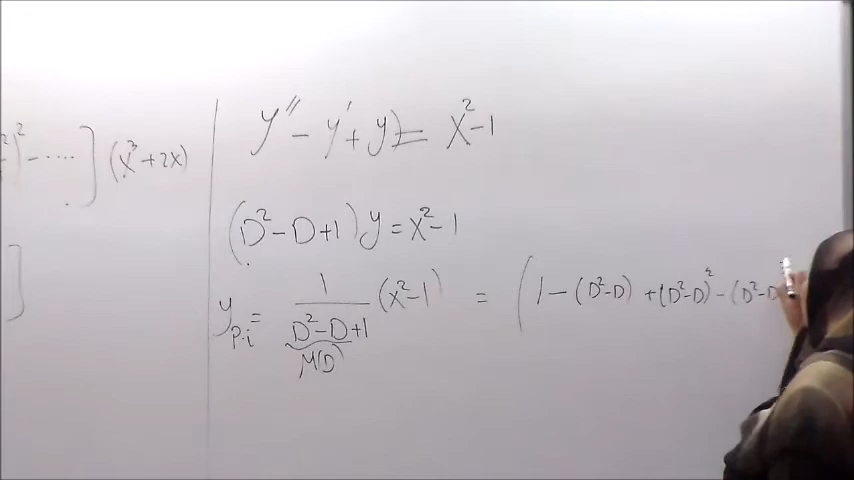 )² - ....] (x³ + 2x)
]
y'' - y' + y = x² - 1
(D² - D + 1) y = x² - 1
y_{p.i} = 1/(D² - D + 1) (x² - 1) = (1 - (D² - D) + (D² - D)² - (D² - D
M(D)